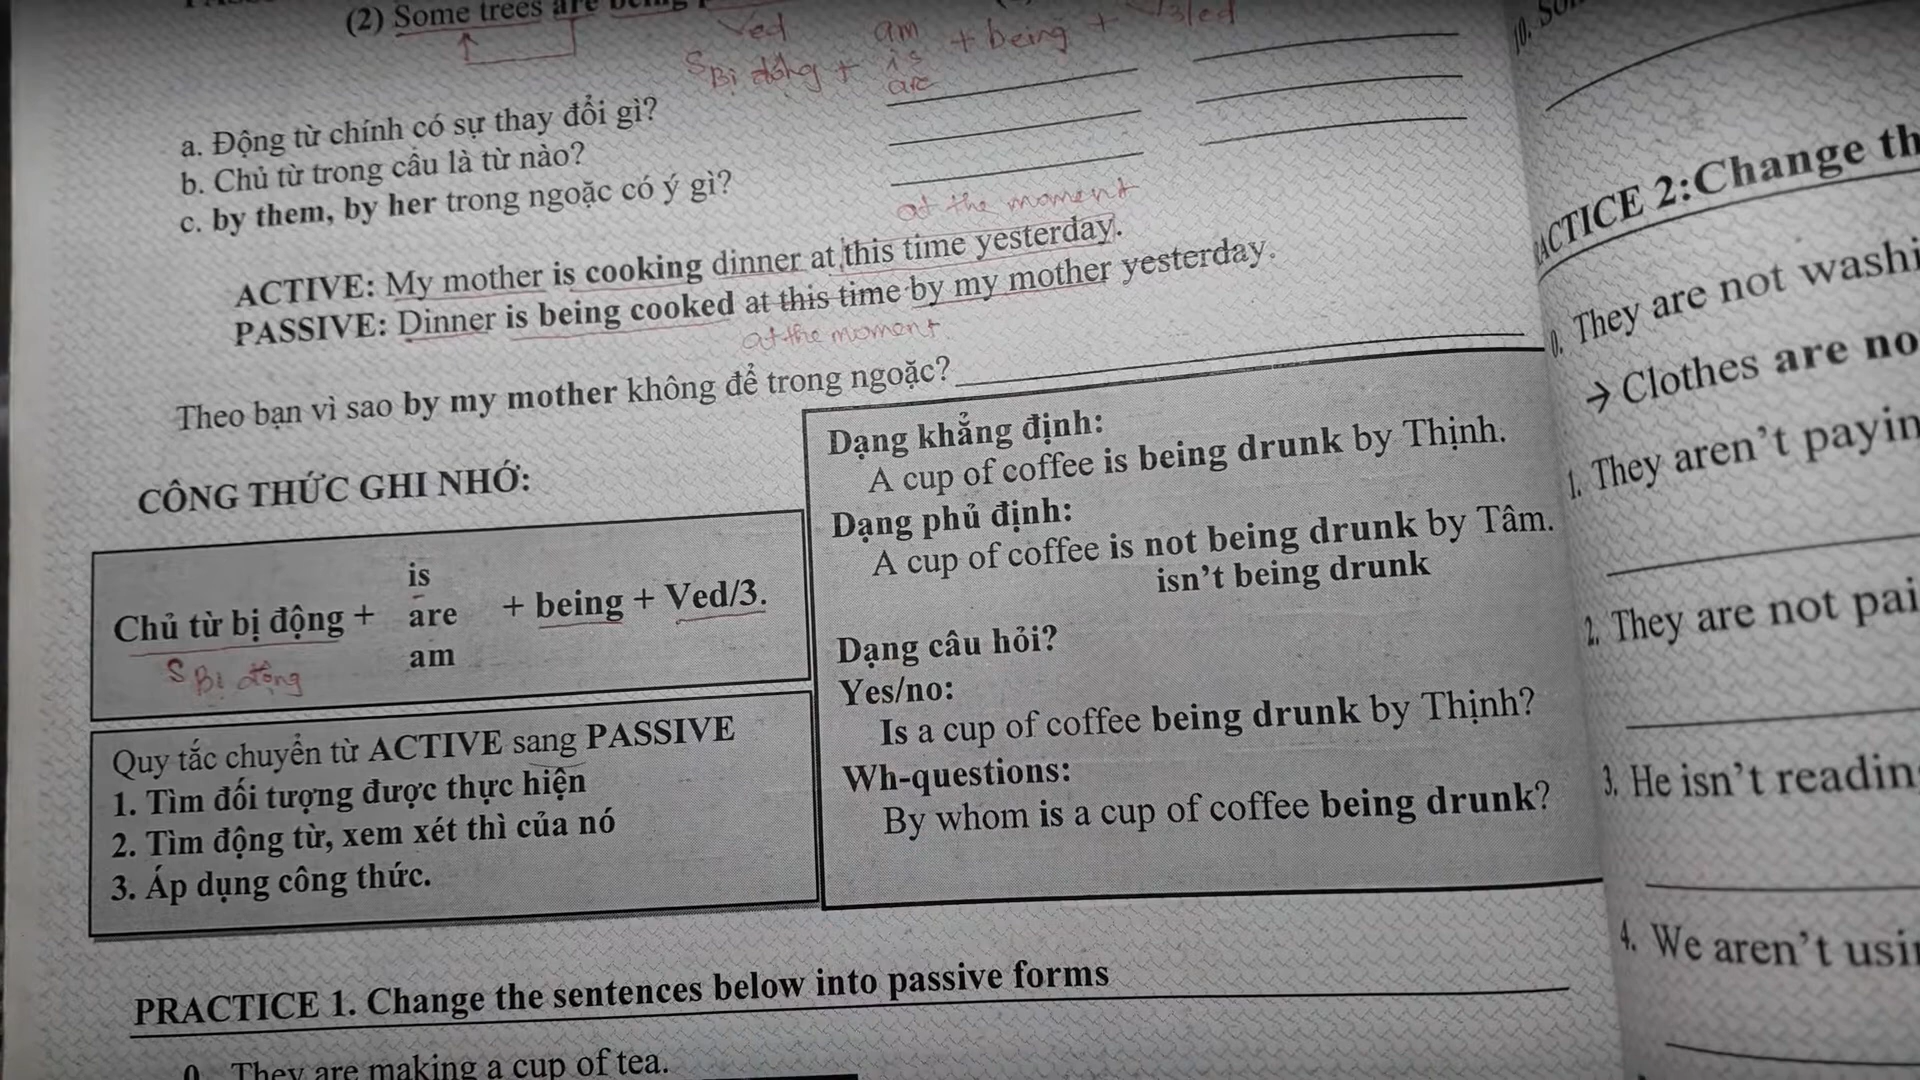 (2) Some trees are being
Ved am + being + V3/ed
S Bị động + is
are
a. Động từ chính có sự thay đổi gì?
b. Chủ từ trong câu là từ nào?
c. by them, by her trong ngoặc có ý gì?
at the moment
ACTIVE: My mother is cooking dinner at this time yesterday.
PASSIVE: Dinner is being cooked at this time by my mother yesterday.
at the moment
Theo bạn vì sao by my mother không để trong ngoặc?
CÔNG THỨC GHI NHỚ:
is
Chủ từ bị động + are + being + Ved/3.
am
S Bị động
Quy tắc chuyển từ ACTIVE sang PASSIVE
1. Tìm đối tượng được thực hiện
2. Tìm động từ, xem xét thì của nó
3. Áp dụng công thức.
Dạng khẳng định:
A cup of coffee is being drunk by Thịnh.
Dạng phủ định:
A cup of coffee is not being drunk by Tâm.
isn't being drunk
Dạng câu hỏi?
Yes/no:
Is a cup of coffee being drunk by Thịnh?
Wh-questions:
By whom is a cup of coffee being drunk?
PRACTICE 1. Change the sentences below into passive forms
0. They are making a cup of tea.
10.
ACTICE 2: Change th
0. They are not washi
→ Clothes are no
1. They aren't payin
2. They are not pai
3. He isn't readin
4. We aren't usi